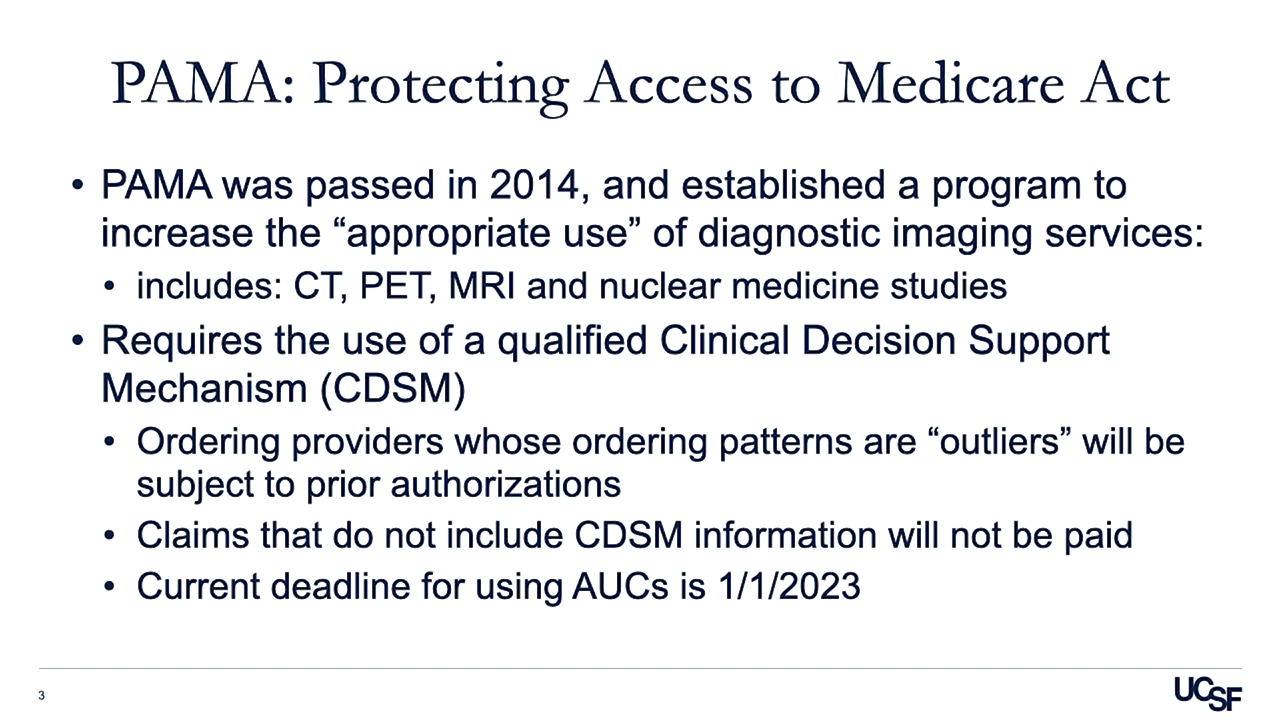 PAMA: Protecting Access to Medicare Act
• PAMA was passed in 2014, and established a program to
increase the “appropriate use” of diagnostic imaging services:
• includes: CT, PET, MRI and nuclear medicine studies
• Requires the use of a qualified Clinical Decision Support
Mechanism (CDSM)
• Ordering providers whose ordering patterns are “outliers” will be
subject to prior authorizations
• Claims that do not include CDSM information will not be paid
• Current deadline for using AUCs is 1/1/2023
3
UCSF